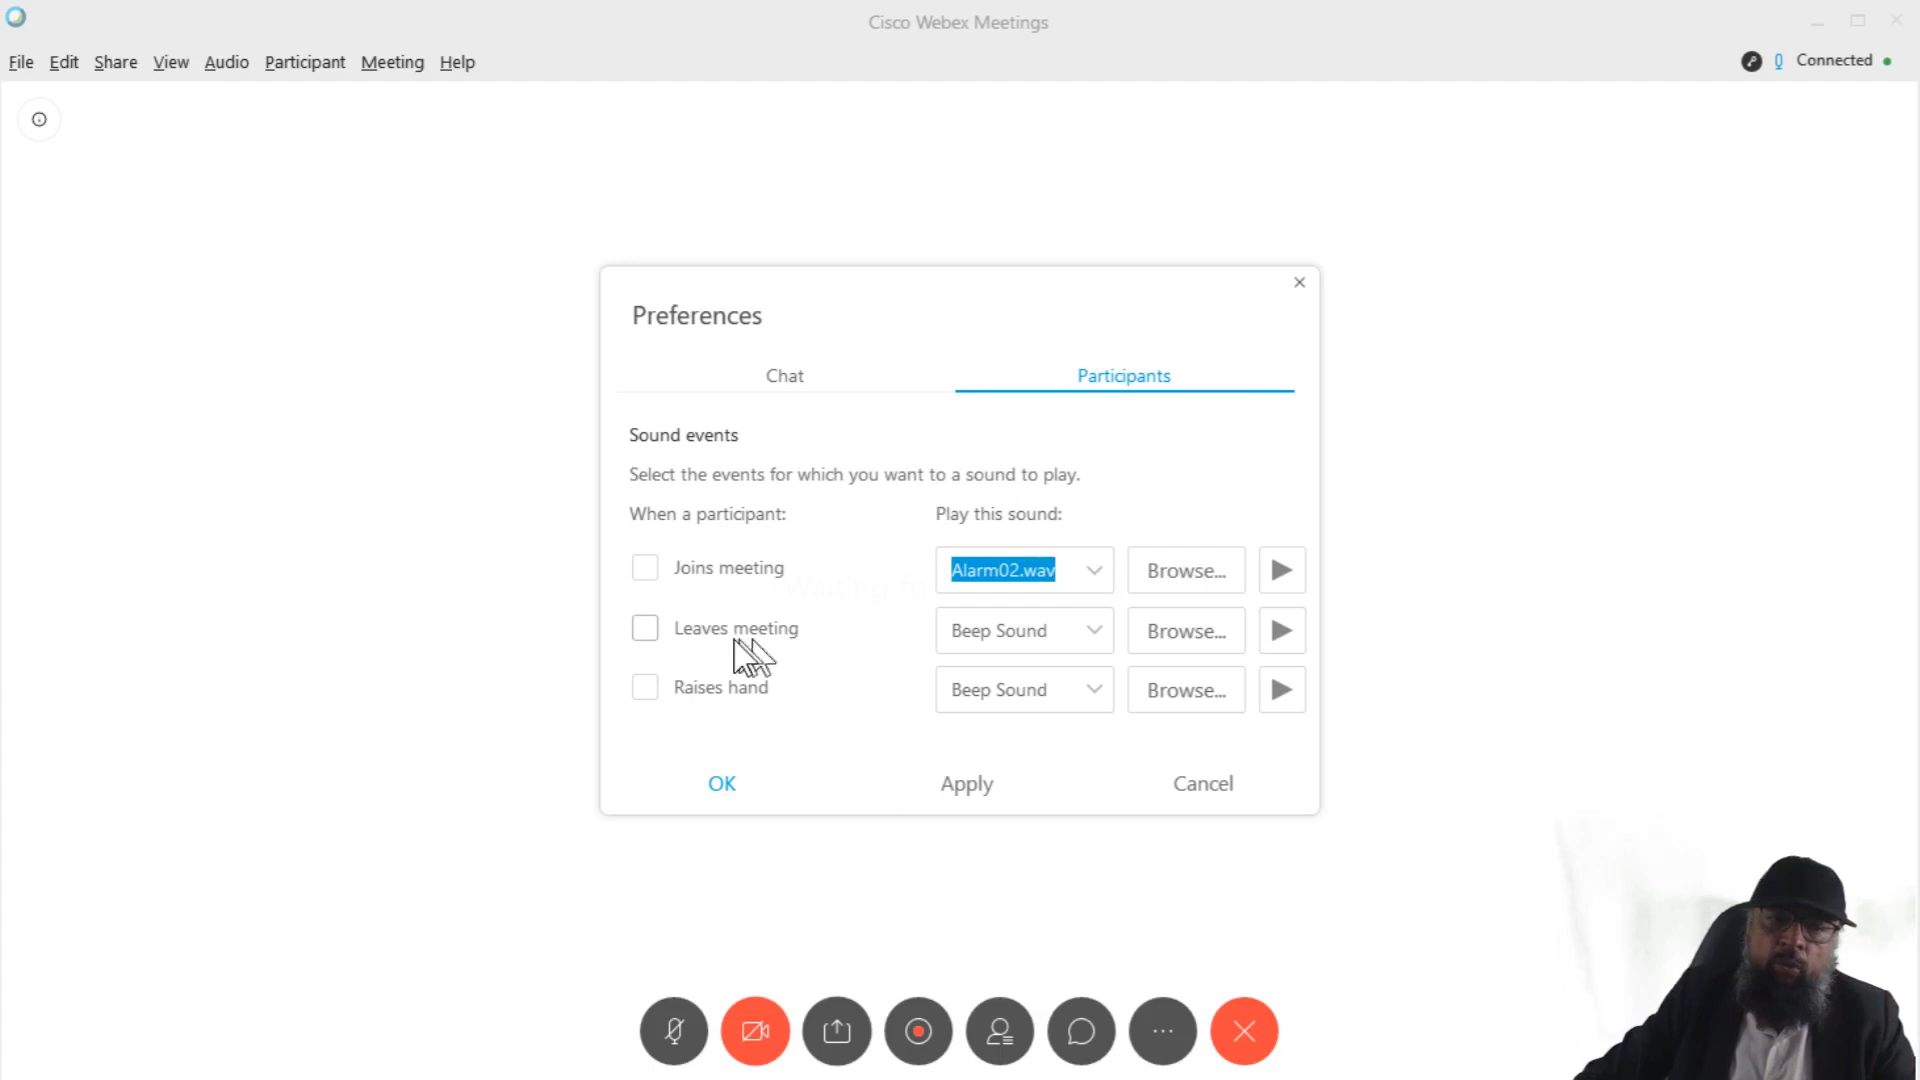 Cisco Webex Meetings
File Edit Share View Audio Participant Meeting Help
Connected
Preferences
Chat Participants
Sound events
Select the events for which you want to a sound to play.
When a participant: Play this sound:
Joins meeting Alarm02.wav Browse...
Waiting fo
Leaves meeting Beep Sound Browse...
Raises hand Beep Sound Browse...
OK Apply Cancel